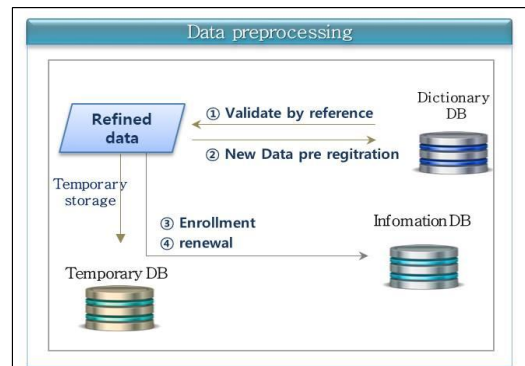 Data preprocessing
Refined
data
① Validate by reference
② New Data pre regitration
Dictionary
DB
Temporary
storage
③ Enrollment
④ renewal
Infomation DB
Temporary DB